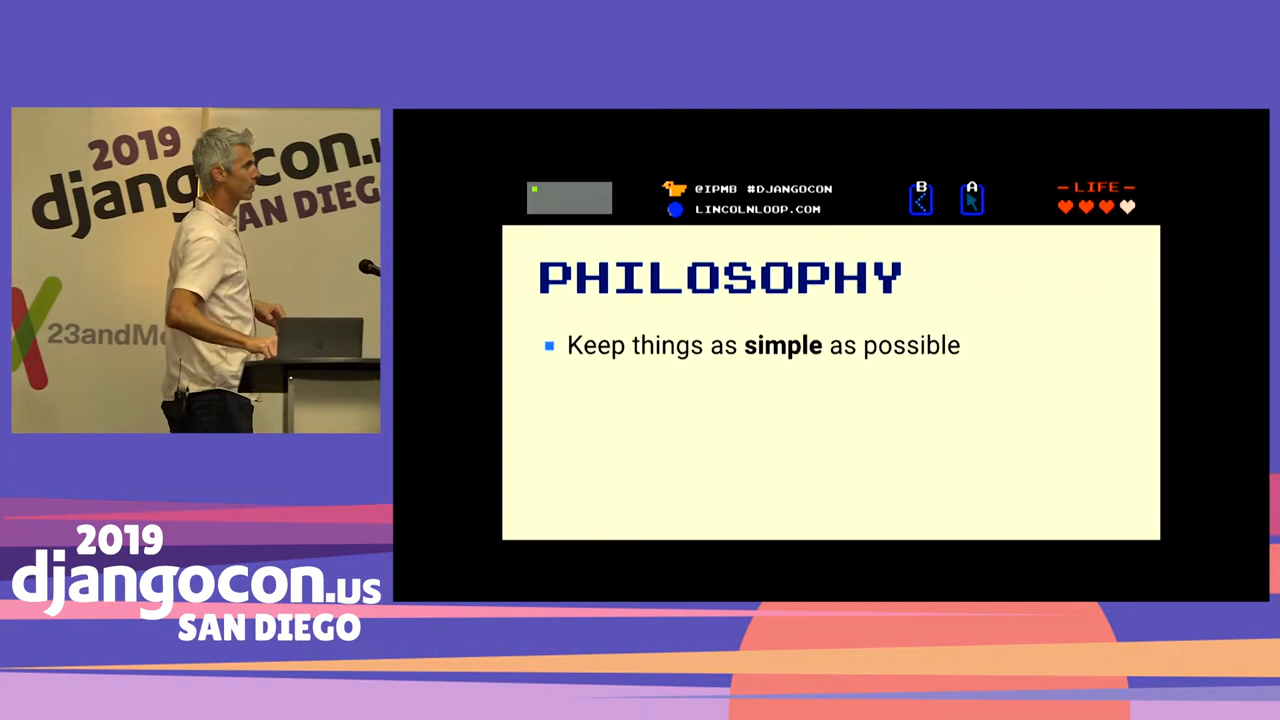 2019
djangocon.u
SAN DIEG
23andMe
@IPMB #DJANGOCON
LINCOLNLOOP.COM
B
A
-LIFE-
PHILOSOPHY
Keep things as simple as possible
2019
djangocon.us
SAN DIEGO